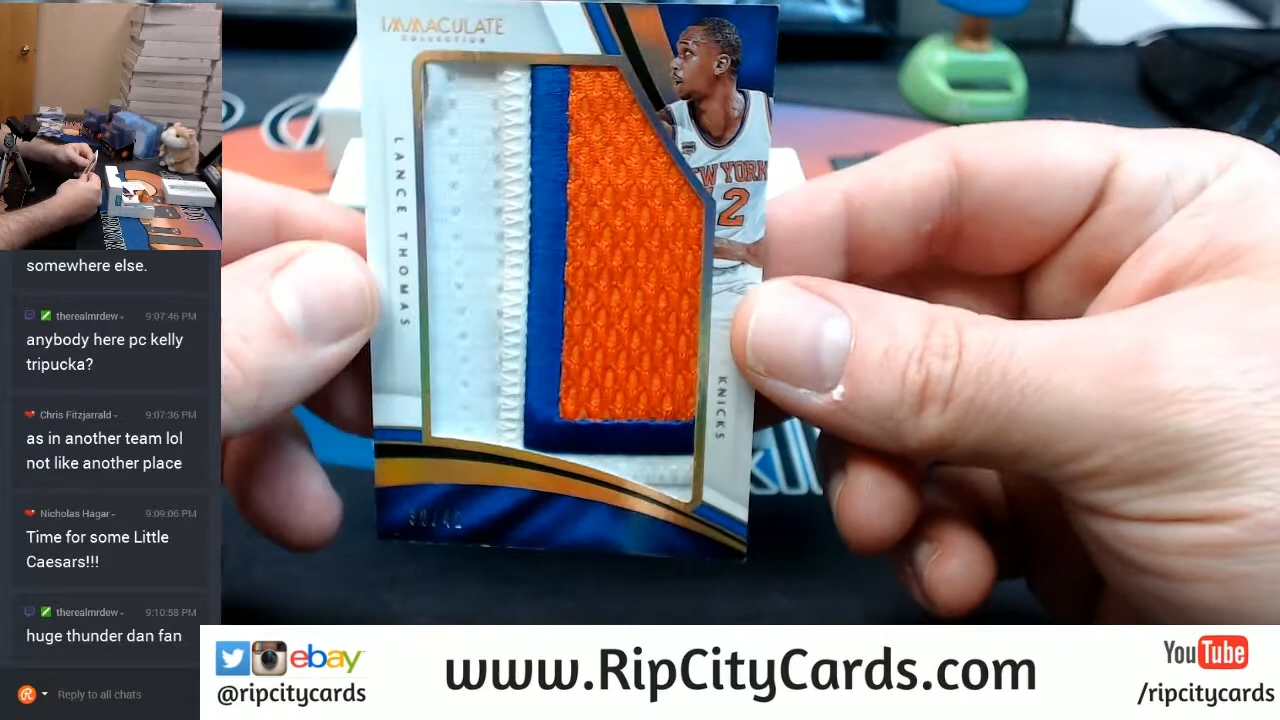 somewhere else.
therealmrdew
9:07:46 PM
anybody here pc kelly
tripucka?
Chris Fitzjarrald
9:07:36 PM
as in another team lol
not like another place
Nicholas Hagar
9:09:06 PM
Time for some Little
Caesars!!!
therealmrdew
9:10:58 PM
huge thunder dan fan
Reply to all chats
IMMACULATE
COLLECTION
LANCE THOMAS
NEW YORK
42
KNICKS
ebay
@ripcitycards
www.RipCityCards.com
YouTube
/ripcitycards